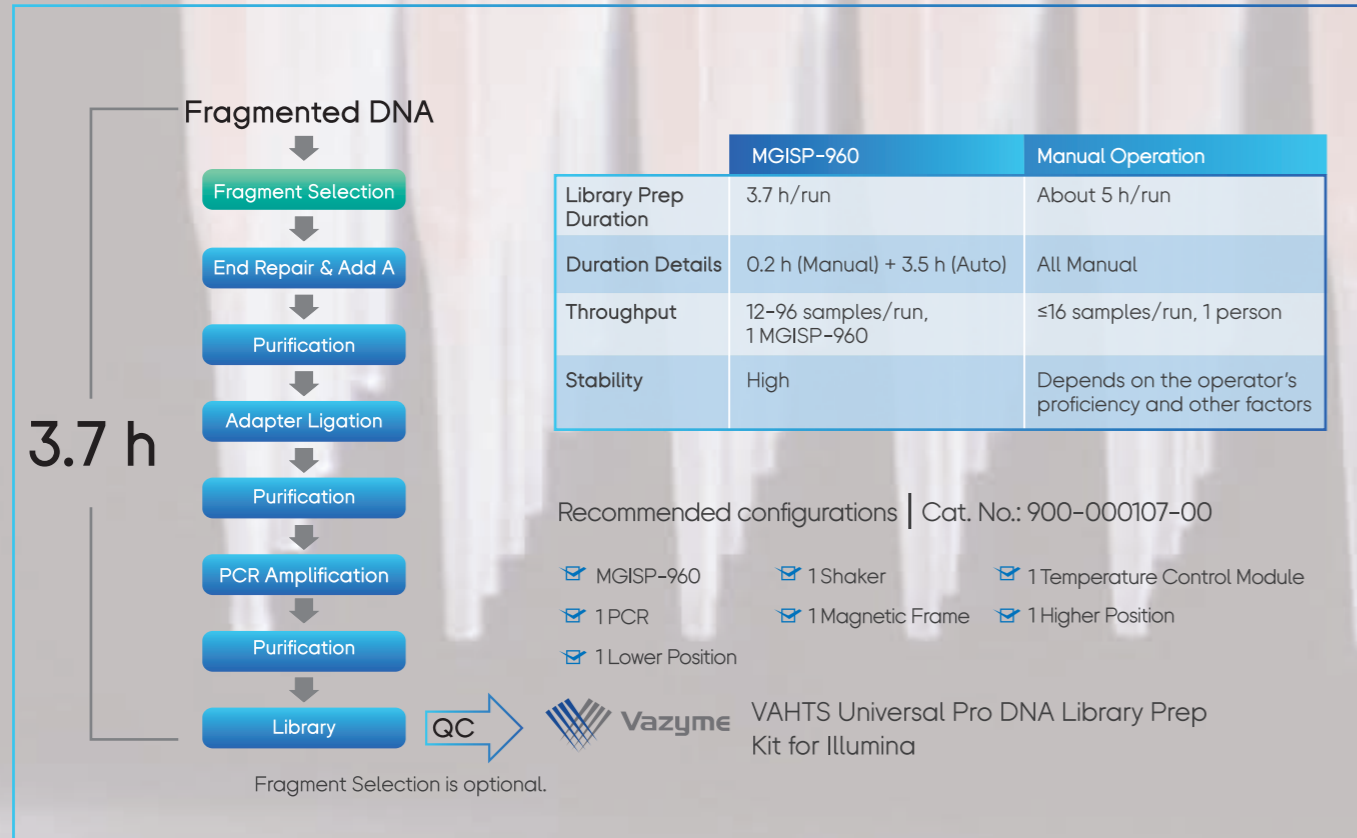 Fragmented DNA
Fragment Selection
End Repair & Add A
Purification
Adapter Ligation
Purification
PCR Amplification
Purification
Library
3.7 h
QC
Fragment Selection is optional.
MGISP-960 Manual Operation
Library Prep
Duration
3.7 h/run
About 5 h/run
Duration Details 0.2 h (Manual) + 3.5 h (Auto) All Manual
Throughput
12-96 samples/run,
1 MGISP-960
≤16 samples/run, 1 person
Stability
High
Depends on the operator's
proficiency and other factors
Recommended configurations | Cat. No.: 900-000107-00
MGISP-960 1 Shaker 1 Temperature Control Module
1 PCR 1 Magnetic Frame 1 Higher Position
1 Lower Position
Vazyme
VAHTS Universal Pro DNA Library Prep
Kit for Illumina